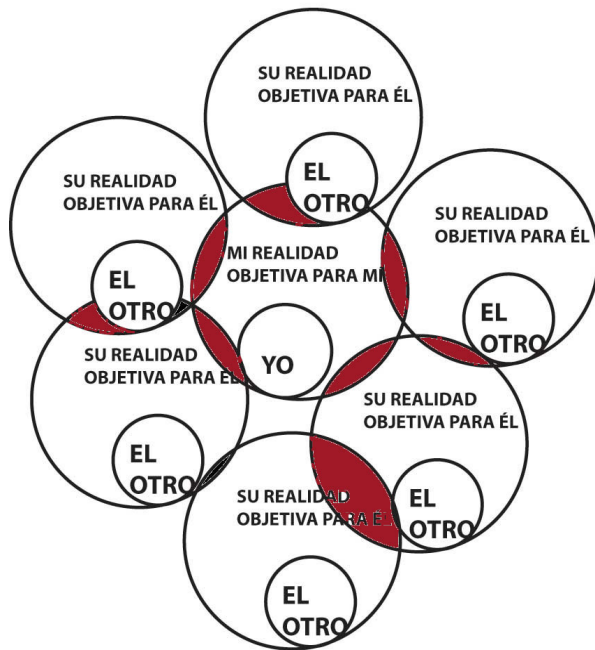 SU REALIDAD
OBJETIVA PARA ÉL
EL
OTRO
SU REALIDAD
OBJETIVA PARA ÉL
EL
OTRO
SU REALIDAD
OBJETIVA PARA ÉL
EL
OTRO
MI REALIDAD
OBJETIVA PARA MÍ
YO
SU REALIDAD
OBJETIVA PARA ÉL
EL
OTRO
SU REALIDAD
OBJETIVA PARA ÉL
EL
OTRO
SU REALIDAD
OBJETIVA PARA ÉL
EL
OTRO